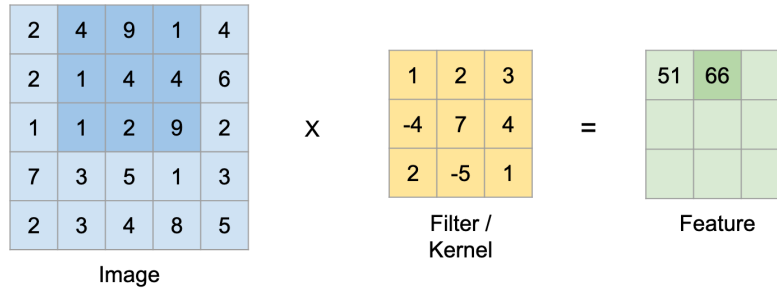 2 4 9 1 4
2 1 4 4 6
1 1 2 9 2
7 3 5 1 3
2 3 4 8 5
Image
x
1 2 3
-4 7 4
2 -5 1
Filter /
Kernel
=
51 66
Feature